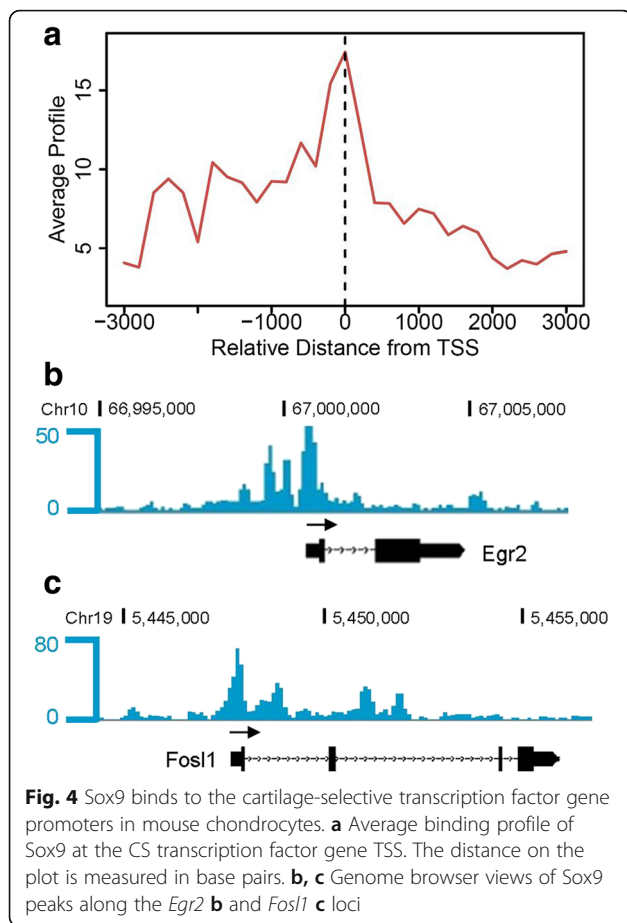 a
Average Profile
15
10
5
−3000
−1000
0
1000
2000
3000
Relative Distance from TSS
b
Chr10
66,995,000
67,000,000
67,005,000
50
0
Egr2
c
Chr19
5,445,000
5,450,000
5,455,000
80
0
Fosl1
Fig. 4 Sox9 binds to the cartilage-selective transcription factor gene
promoters in mouse chondrocytes. a Average binding profile of
Sox9 at the CS transcription factor gene TSS. The distance on the
plot is measured in base pairs. b, c Genome browser views of Sox9
peaks along the Egr2 b and Fosl1 c loci